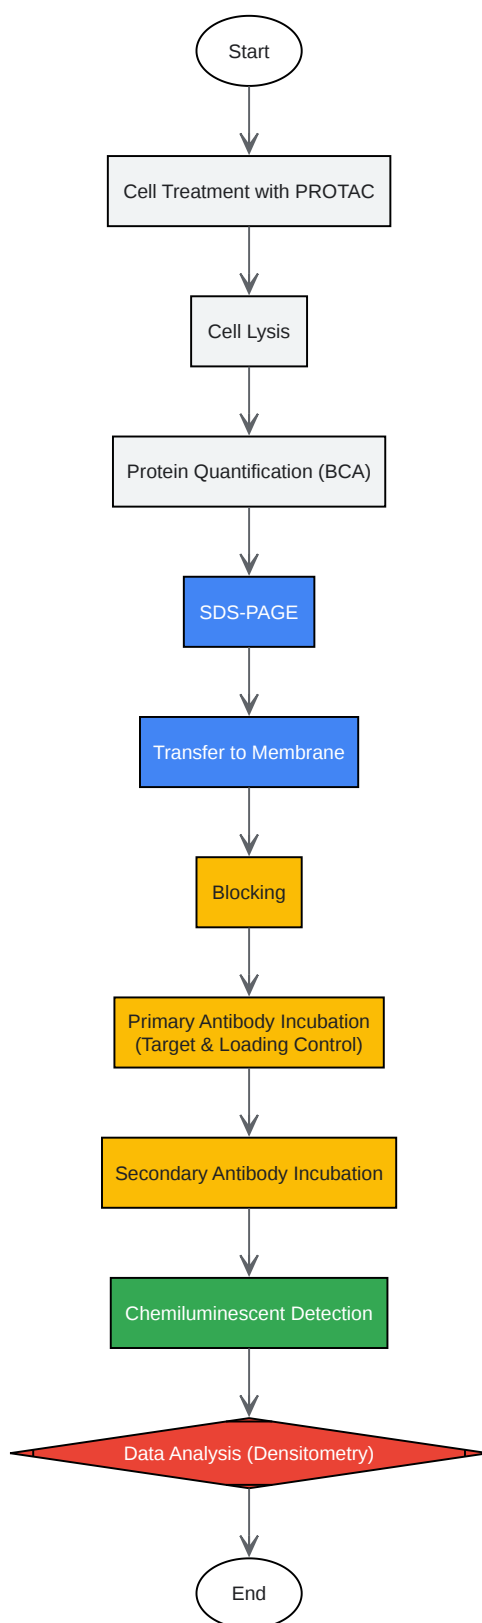 Start
Cell Treatment with PROTAC
Cell Lysis
Protein Quantification (BCA)
SDS-PAGE
Transfer to Membrane
Blocking
Primary Antibody Incubation
(Target & Loading Control)
Secondary Antibody Incubation
Chemiluminescent Detection
Data Analysis (Densitometry)
End